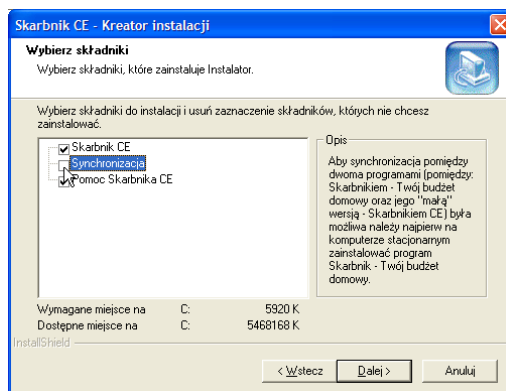 Skarbnik CE - Kreator instalacji
Wybierz składniki
Wybierz składniki, które zainstaluje Instalator.
Wybierz składniki do instalacji i usuń zaznaczenie składników, których nie chcesz
zainstalować.
Skarbnik CE
Synchronizacja
Pomoc Skarbnika CE
Opis
Aby synchronizacja pomiędzy
dwoma programami (pomiędzy:
Skarbnikiem - Twój budżet
domowy oraz jego "małą"
wersją - Skarbnikiem CE) była
możliwa należy najpierw na
komputerze stacjonarnym
zainstalować program
Skarbnik - Twój budżet
domowy.
Wymagane miejsce na C: 5920 K
Dostępne miejsce na C: 5468168 K
InstallShield
< Wstecz Dalej > Anuluj